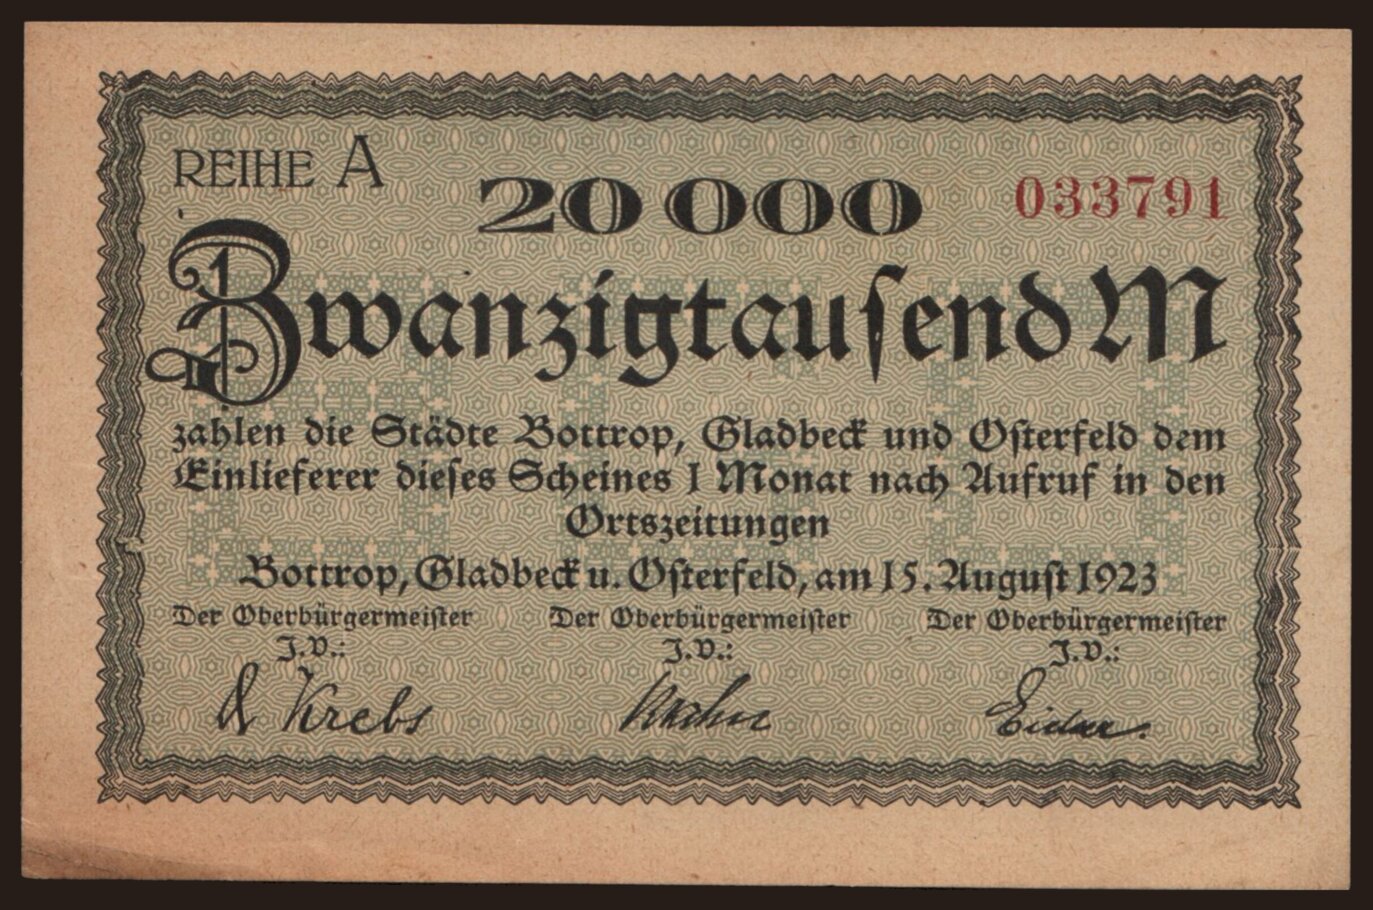 REIHE A
20 000
033791
Zwanzigtausend M
zahlen die Städte Bottrop, Gladbeck und Osterfeld dem
Einlieferer dieses Scheines 1 Monat nach Aufruf in den
Ortszeitungen
Bottrop, Gladbeck u. Osterfeld, am 15. August 1923
Der Oberbürgermeister Der Oberbürgermeister Der Oberbürgermeister
J.V.: J.V.: J.V.:
Krebs